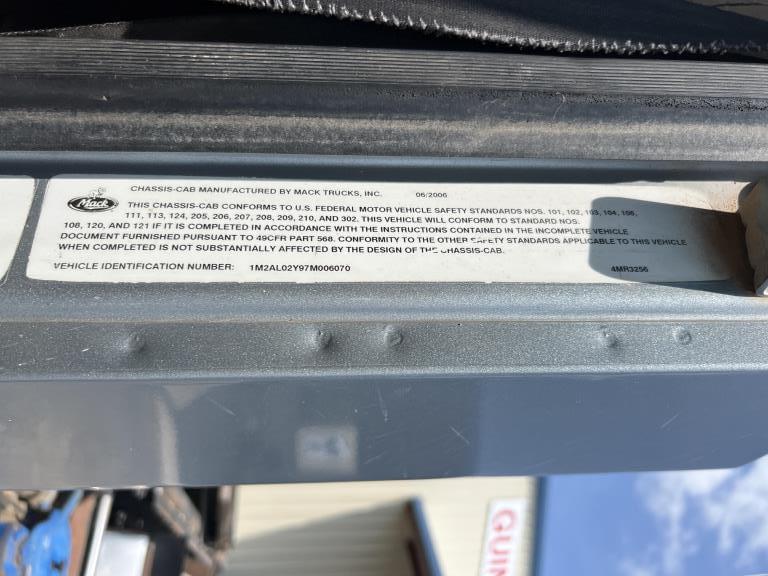 Mack
CHASSIS-CAB MANUFACTURED BY MACK TRUCKS, INC. 06/2006
THIS CHASSIS-CAB CONFORMS TO U.S. FEDERAL MOTOR VEHICLE SAFETY STANDARDS NOS. 101, 102, 103, 104, 106,
111, 113, 124, 205, 206, 207, 208, 209, 210, AND 302. THIS VEHICLE WILL CONFORM TO STANDARD NOS.
108, 120, AND 121 IF IT IS COMPLETED IN ACCORDANCE WITH THE INSTRUCTIONS CONTAINED IN THE INCOMPLETE VEHICLE
DOCUMENT FURNISHED PURSUANT TO 49CFR PART 568. CONFORMITY TO THE OTHER SAFETY STANDARDS APPLICABLE TO THIS VEHICLE
WHEN COMPLETED IS NOT SUBSTANTIALLY AFFECTED BY THE DESIGN OF THE CHASSIS-CAB.
VEHICLE IDENTIFICATION NUMBER: 1M2AL02Y97M006070 4MR3256
GUIN